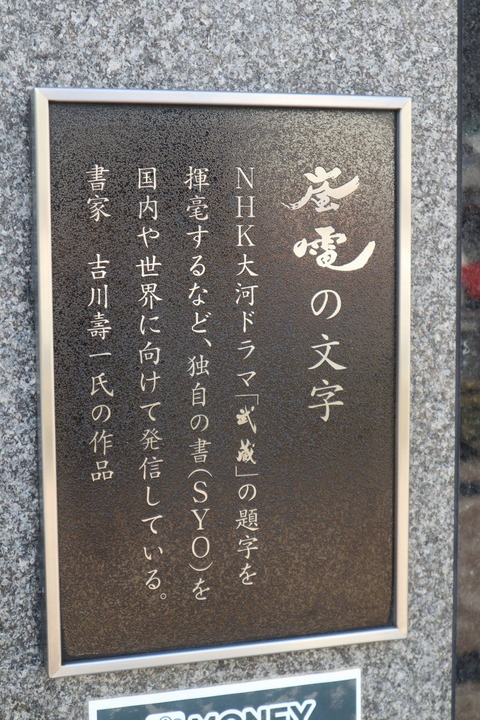 嵐電の文字
NHK大河ドラマ「武蔵」の題字を
揮毫するなど、独自の書(SYO)を
国内や世界に向けて発信している。
書家 吉川壽一氏の作品
MONEY